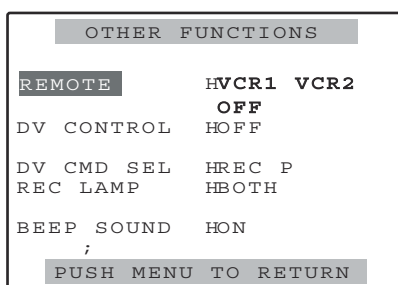 OTHER FUNCTIONS
REMOTE HVCR1 VCR2
OFF
DV CONTROL HOFF
DV CMD SEL HREC P
REC LAMP HBOTH
BEEP SOUND HON
;
PUSH MENU TO RETURN